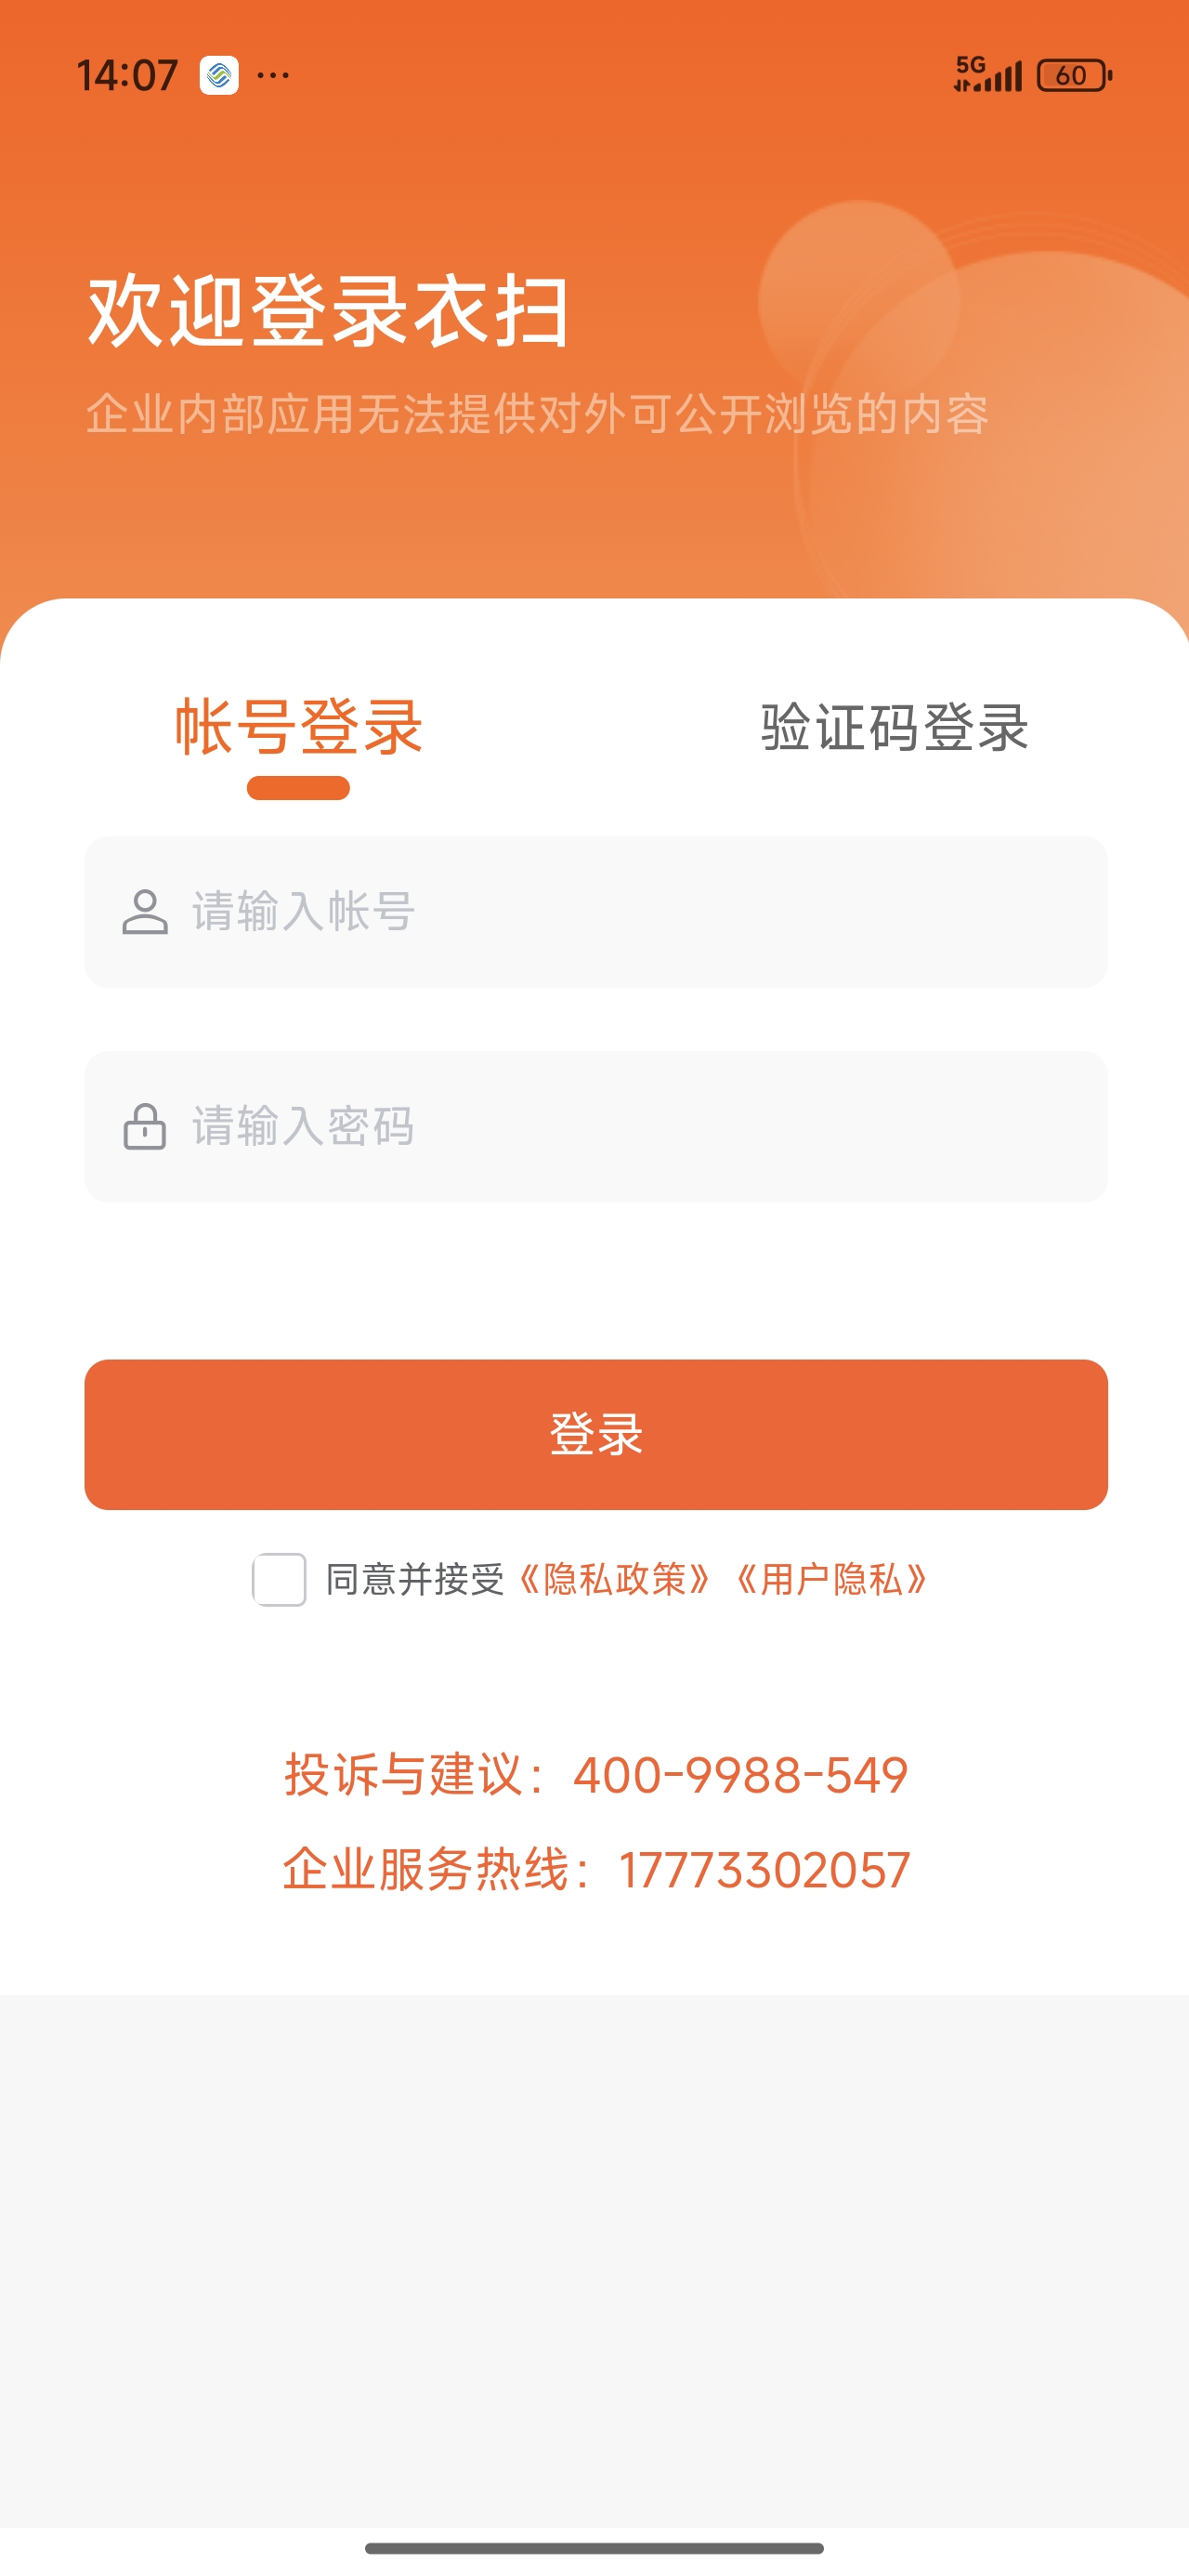 14:07 ...
5G 60
欢迎登录衣扫
企业内部应用无法提供对外可公开浏览的内容
帐号登录 验证码登录
请输入帐号
请输入密码
登录
同意并接受《隐私政策》《用户隐私》
投诉与建议：400-9988-549
企业服务热线：17773302057